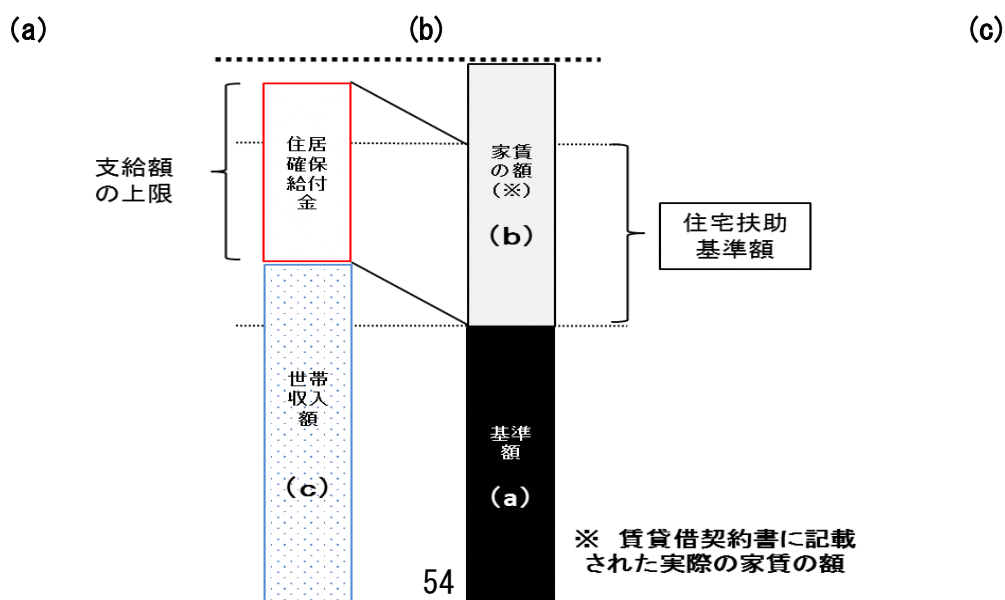 (a) (b) (c)
支給額
の上限
住居
確保
給付
金
世帯
収入
額
(c)
家賃
の額
(※)
(b)
基準
額
(a)
住宅扶助
基準額
※ 賃貸借契約書に記載
された実際の家賃の額
54